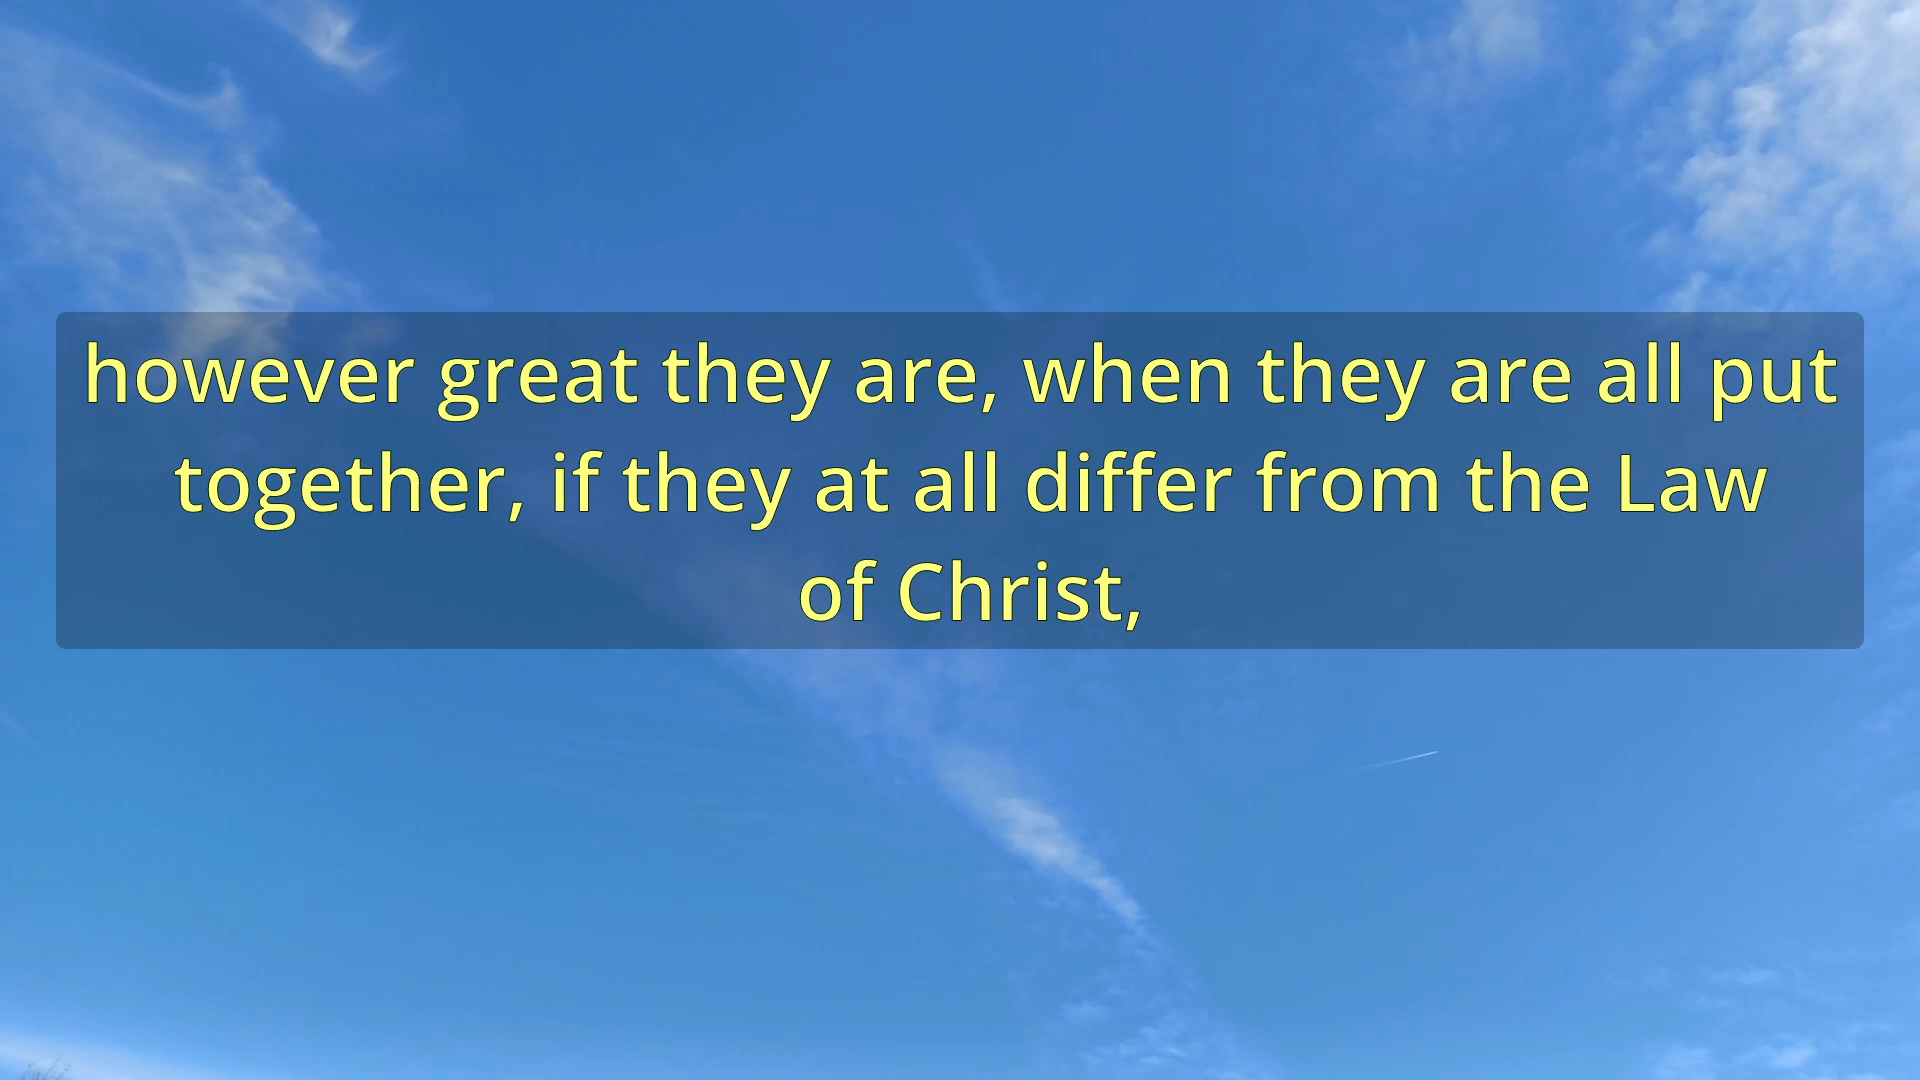 however great they are, when they are all put
together, if they at all differ from the Law
of Christ,